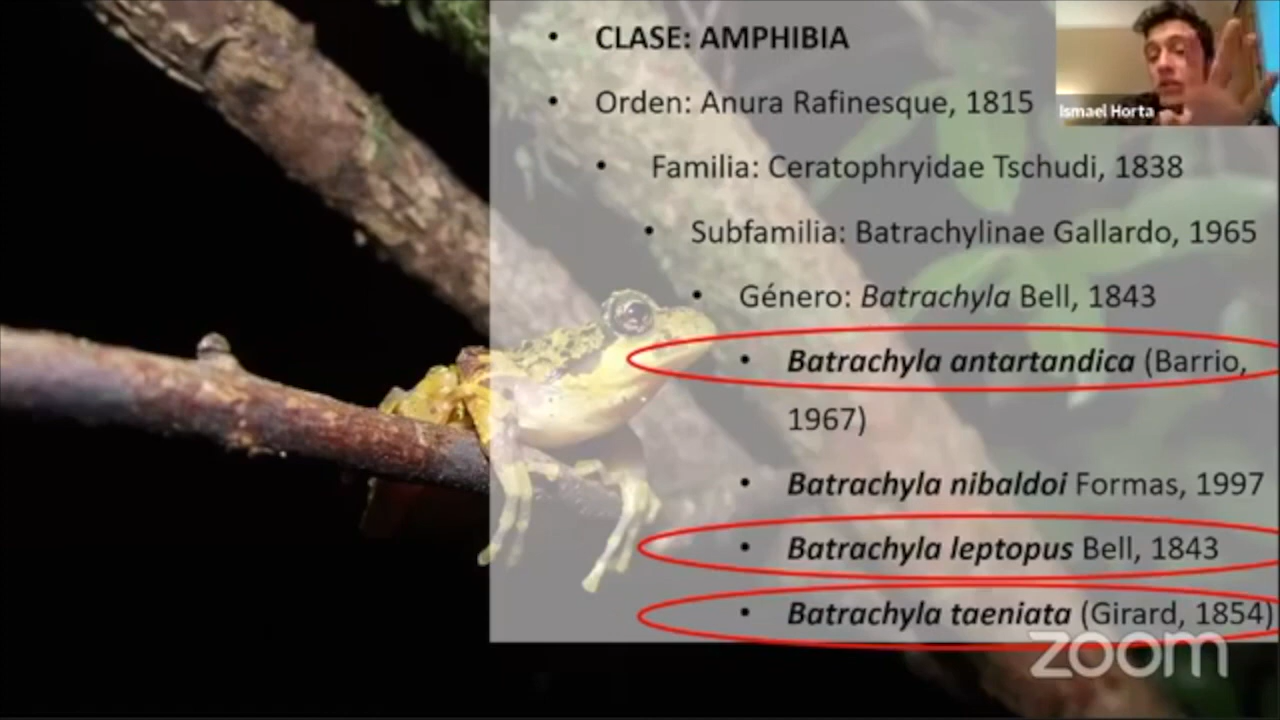 CLASE: AMPHIBIA
Ismael Horta
Orden: Anura Rafinesque, 1815
Familia: Ceratophryidae Tschudi, 1838
Subfamilia: Batrachylinae Gallardo, 1965
Género: Batrachyla Bell, 1843
Batrachyla antartandica (Barrio,
1967)
Batrachyla nibaldoi Formas, 1997
Batrachyla leptopus Bell, 1843
Batrachyla taeniata (Girard, 1854)
zoom